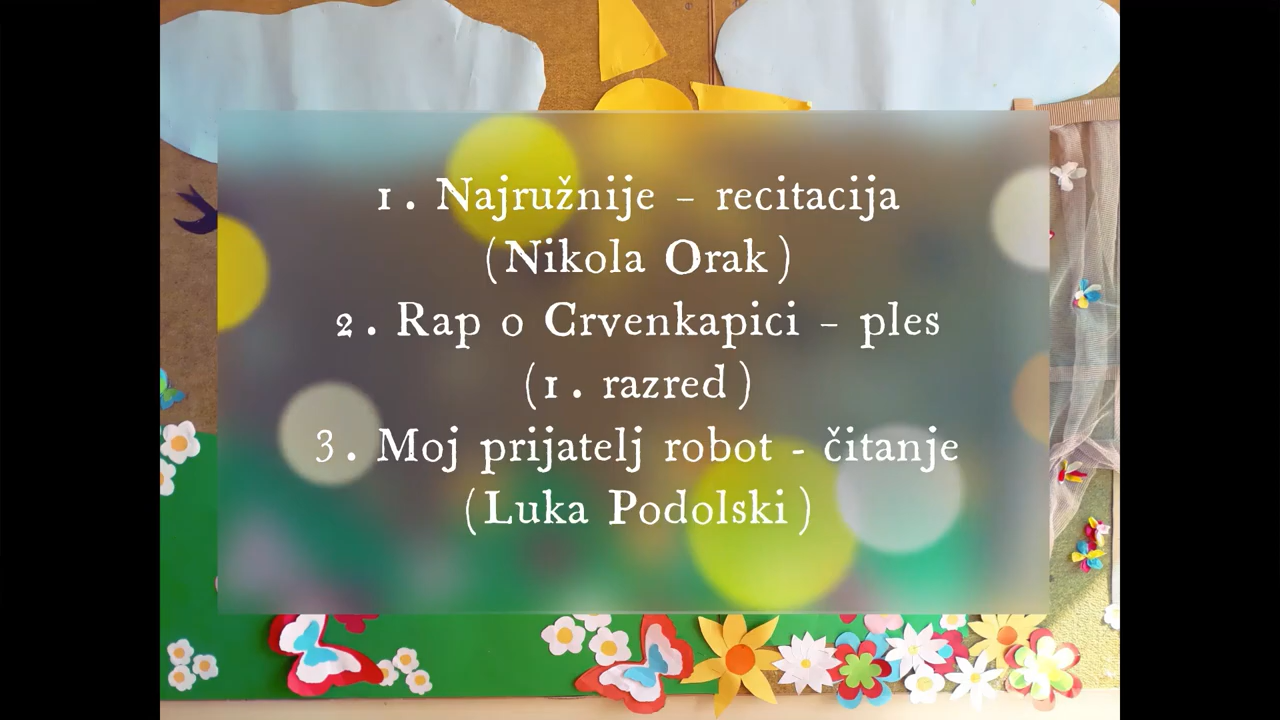 1. Najružnije – recitacija
(Nikola Orak)
2. Rap o Crvenkapici – ples
(1. razred)
3. Moj prijatelj robot - čitanje
(Luka Podolski)